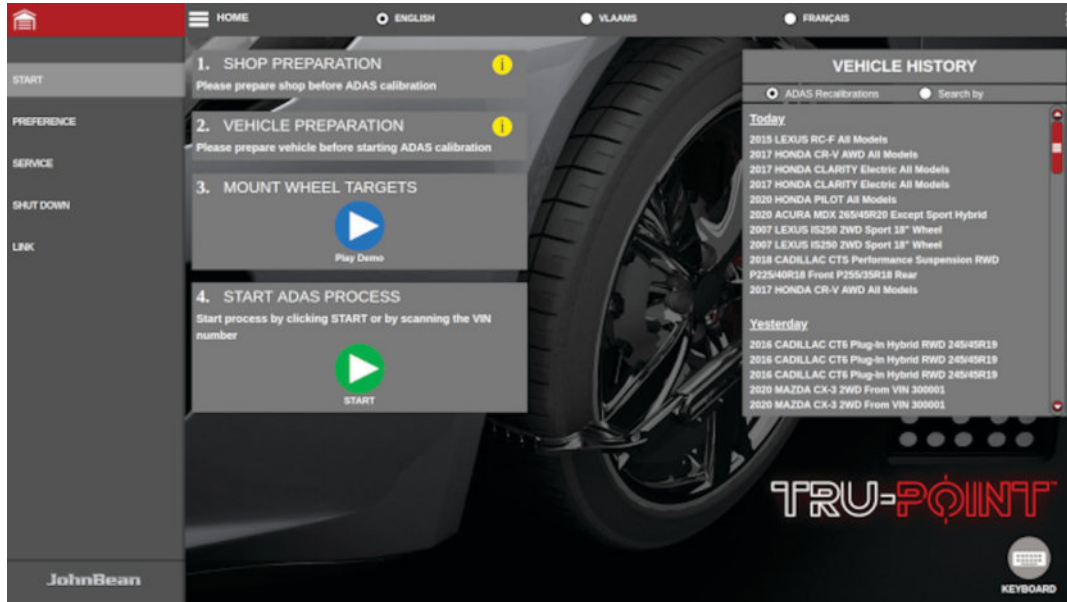 HOME
ENGLISH
VLAAMS
FRANÇAIS
START
PREFERENCE
SERVICE
SHUT DOWN
LINK
JohnBean
1. SHOP PREPARATION
i
Please prepare shop before ADAS calibration
2. VEHICLE PREPARATION
i
Please prepare vehicle before starting ADAS calibration
3. MOUNT WHEEL TARGETS
Play Demo
4. START ADAS PROCESS
Start process by clicking START or by scanning the VIN
number
START
VEHICLE HISTORY
ADAS Recalibrations
Search by
Today
2015 LEXUS RC-F All Models
2017 HONDA CR-V AWD All Models
2017 HONDA CLARITY Electric All Models
2017 HONDA CLARITY Electric All Models
2020 HONDA PILOT All Models
2020 ACURA MDX 265/45R20 Except Sport Hybrid
2007 LEXUS IS250 2WD Sport 18" Wheel
2007 LEXUS IS250 2WD Sport 18" Wheel
2018 CADILLAC CTS Performance Suspension RWD
P225/40R18 Front P255/35R18 Rear
2017 HONDA CR-V AWD All Models
Yesterday
2016 CADILLAC CT6 Plug-In Hybrid RWD 245/45R19
2016 CADILLAC CT6 Plug-In Hybrid RWD 245/45R19
2016 CADILLAC CT6 Plug-In Hybrid RWD 245/45R19
2020 MAZDA CX-3 2WD From VIN 300001
2020 MAZDA CX-3 2WD From VIN 300001
TRU-POINT
KEYBOARD